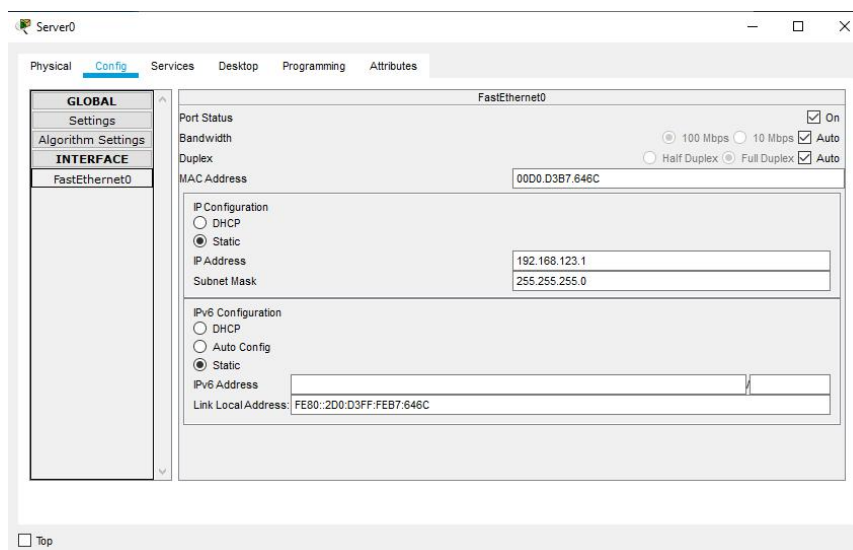 Server0
Physical Config Services Desktop Programming Attributes
GLOBAL
Settings
Algorithm Settings
INTERFACE
FastEthernet0
FastEthernet0
Port Status On
Bandwidth 100 Mbps 10 Mbps Auto
Duplex Half Duplex Full Duplex Auto
MAC Address 00D0.D3B7.646C
IP Configuration
DHCP
Static
IP Address 192.168.123.1
Subnet Mask 255.255.255.0
IPv6 Configuration
DHCP
Auto Config
Static
IPv6 Address /
Link Local Address: FE80::2D0:D3FF:FEB7:646C
Top